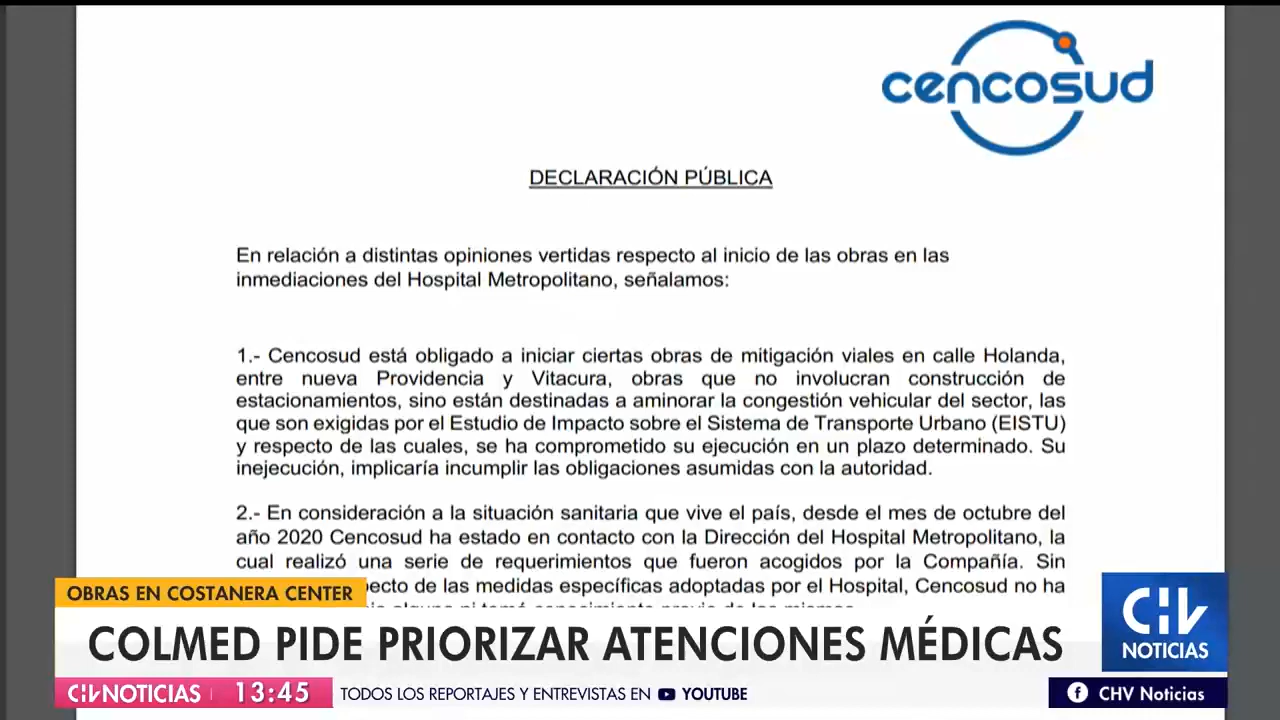 cencosud
DECLARACIÓN PÚBLICA
En relación a distintas opiniones vertidas respecto al inicio de las obras en las
inmediaciones del Hospital Metropolitano, señalamos:
1.- Cencosud está obligado a iniciar ciertas obras de mitigación viales en calle Holanda,
entre nueva Providencia y Vitacura, obras que no involucran construcción de
estacionamientos, sino están destinadas a aminorar la congestión vehicular del sector, las
que son exigidas por el Estudio de Impacto sobre el Sistema de Transporte Urbano (EISTU)
y respecto de las cuales, se ha comprometido su ejecución en un plazo determinado. Su
inejecución, implicaría incumplir las obligaciones asumidas con la autoridad.
2.- En consideración a la situación sanitaria que vive el país, desde el mes de octubre del
año 2020 Cencosud ha estado en contacto con la Dirección del Hospital Metropolitano, la
cual realizó una serie de requerimientos que fueron acogidos por la Compañía. Sin
de las medidas específicas adoptadas por el Hospital, Cencosud no ha
OBRAS EN COSTANERA CENTER
COLMED PIDE PRIORIZAR ATENCIONES MÉDICAS
CHV NOTICIAS
CHV NOTICIAS 13:45 TODOS LOS REPORTAJES Y ENTREVISTAS EN YOUTUBE
CHV Noticias